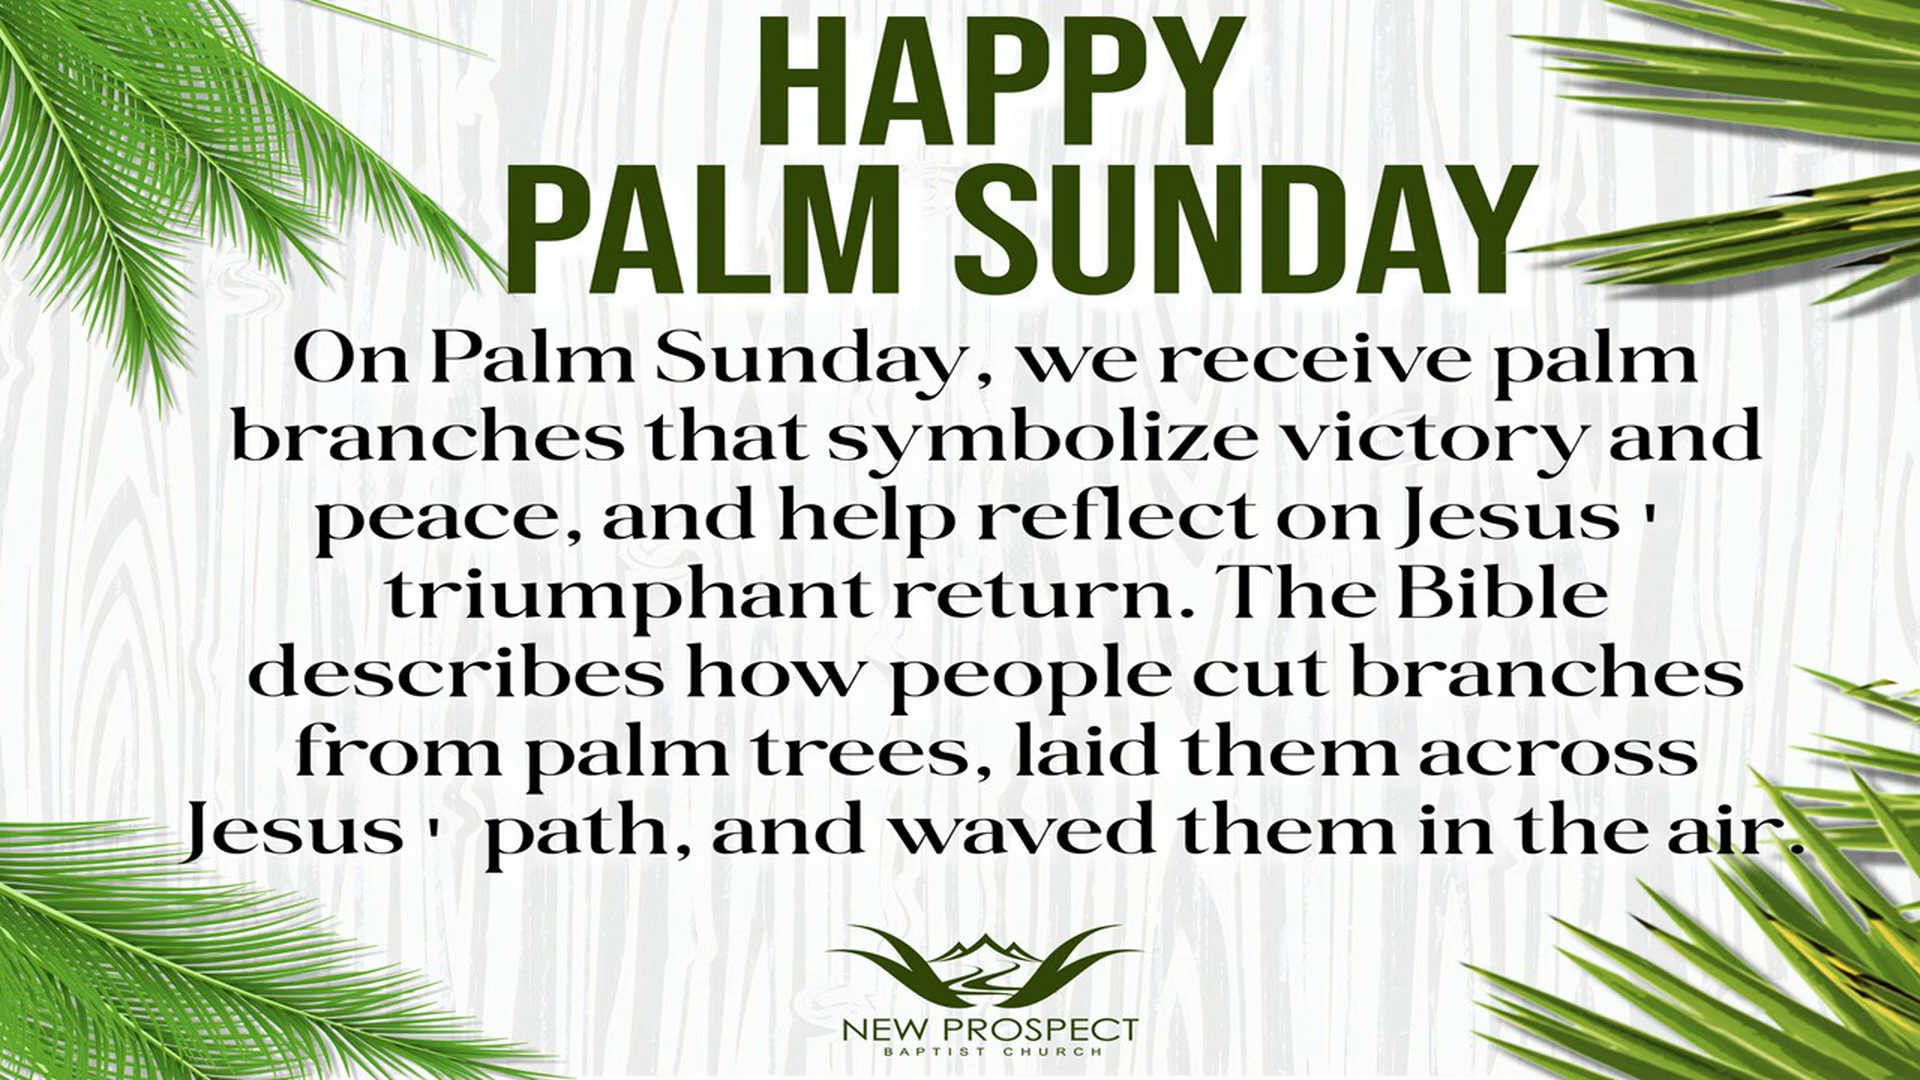 HAPPY
PALM SUNDAY
On Palm Sunday, we receive palm
branches that symbolize victory and
peace, and help reflect on Jesus '
triumphant return. The Bible
describes how people cut branches
from palm trees, laid them across
Jesus ' path, and waved them in the air.
NEW PROSPECT
BAPTIST CHURCH